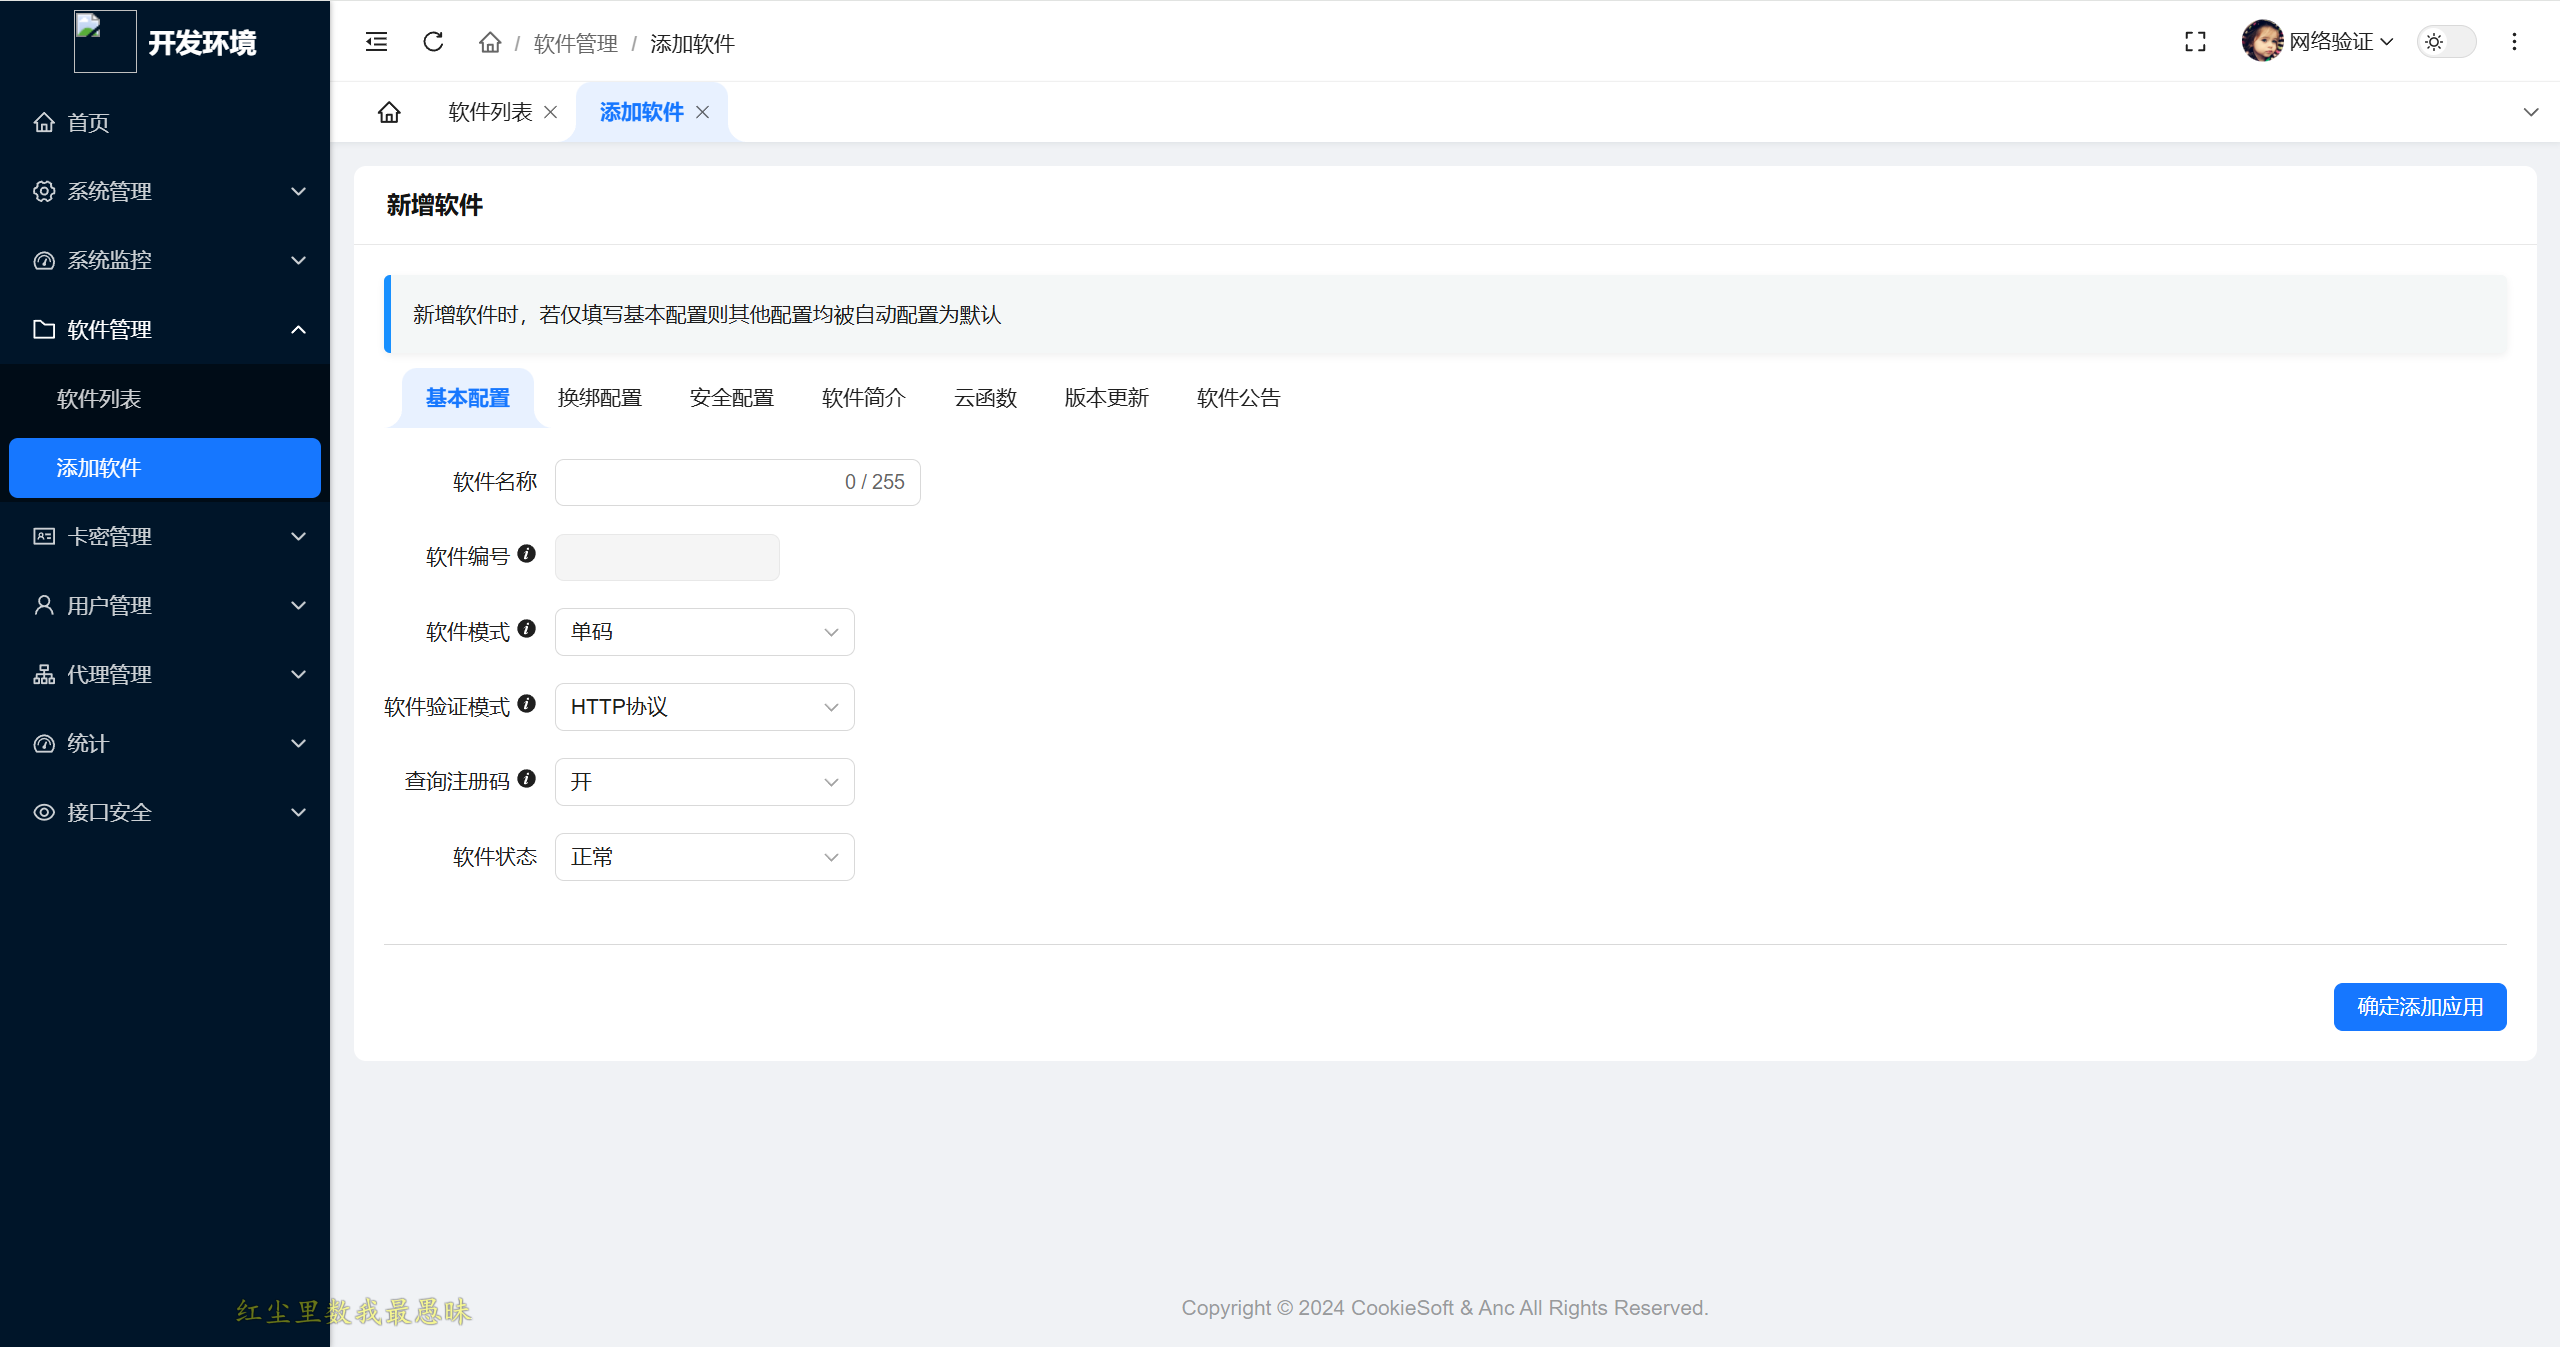 开发环境
首页
系统管理
系统监控
软件管理
软件列表
添加软件
卡密管理
用户管理
代理管理
统计
接口安全
/ 软件管理 / 添加软件
网络验证
软件列表
添加软件
新增软件
新增软件时，若仅填写基本配置则其他配置均被自动配置为默认
基本配置 换绑配置 安全配置 软件简介 云函数 版本更新 软件公告
软件名称 0 / 255
软件编号
软件模式 单码
软件验证模式 HTTP协议
查询注册码 开
软件状态 正常
确定添加应用
Copyright © 2024 CookieSoft & Anc All Rights Reserved.
红尘里数我最愚昧